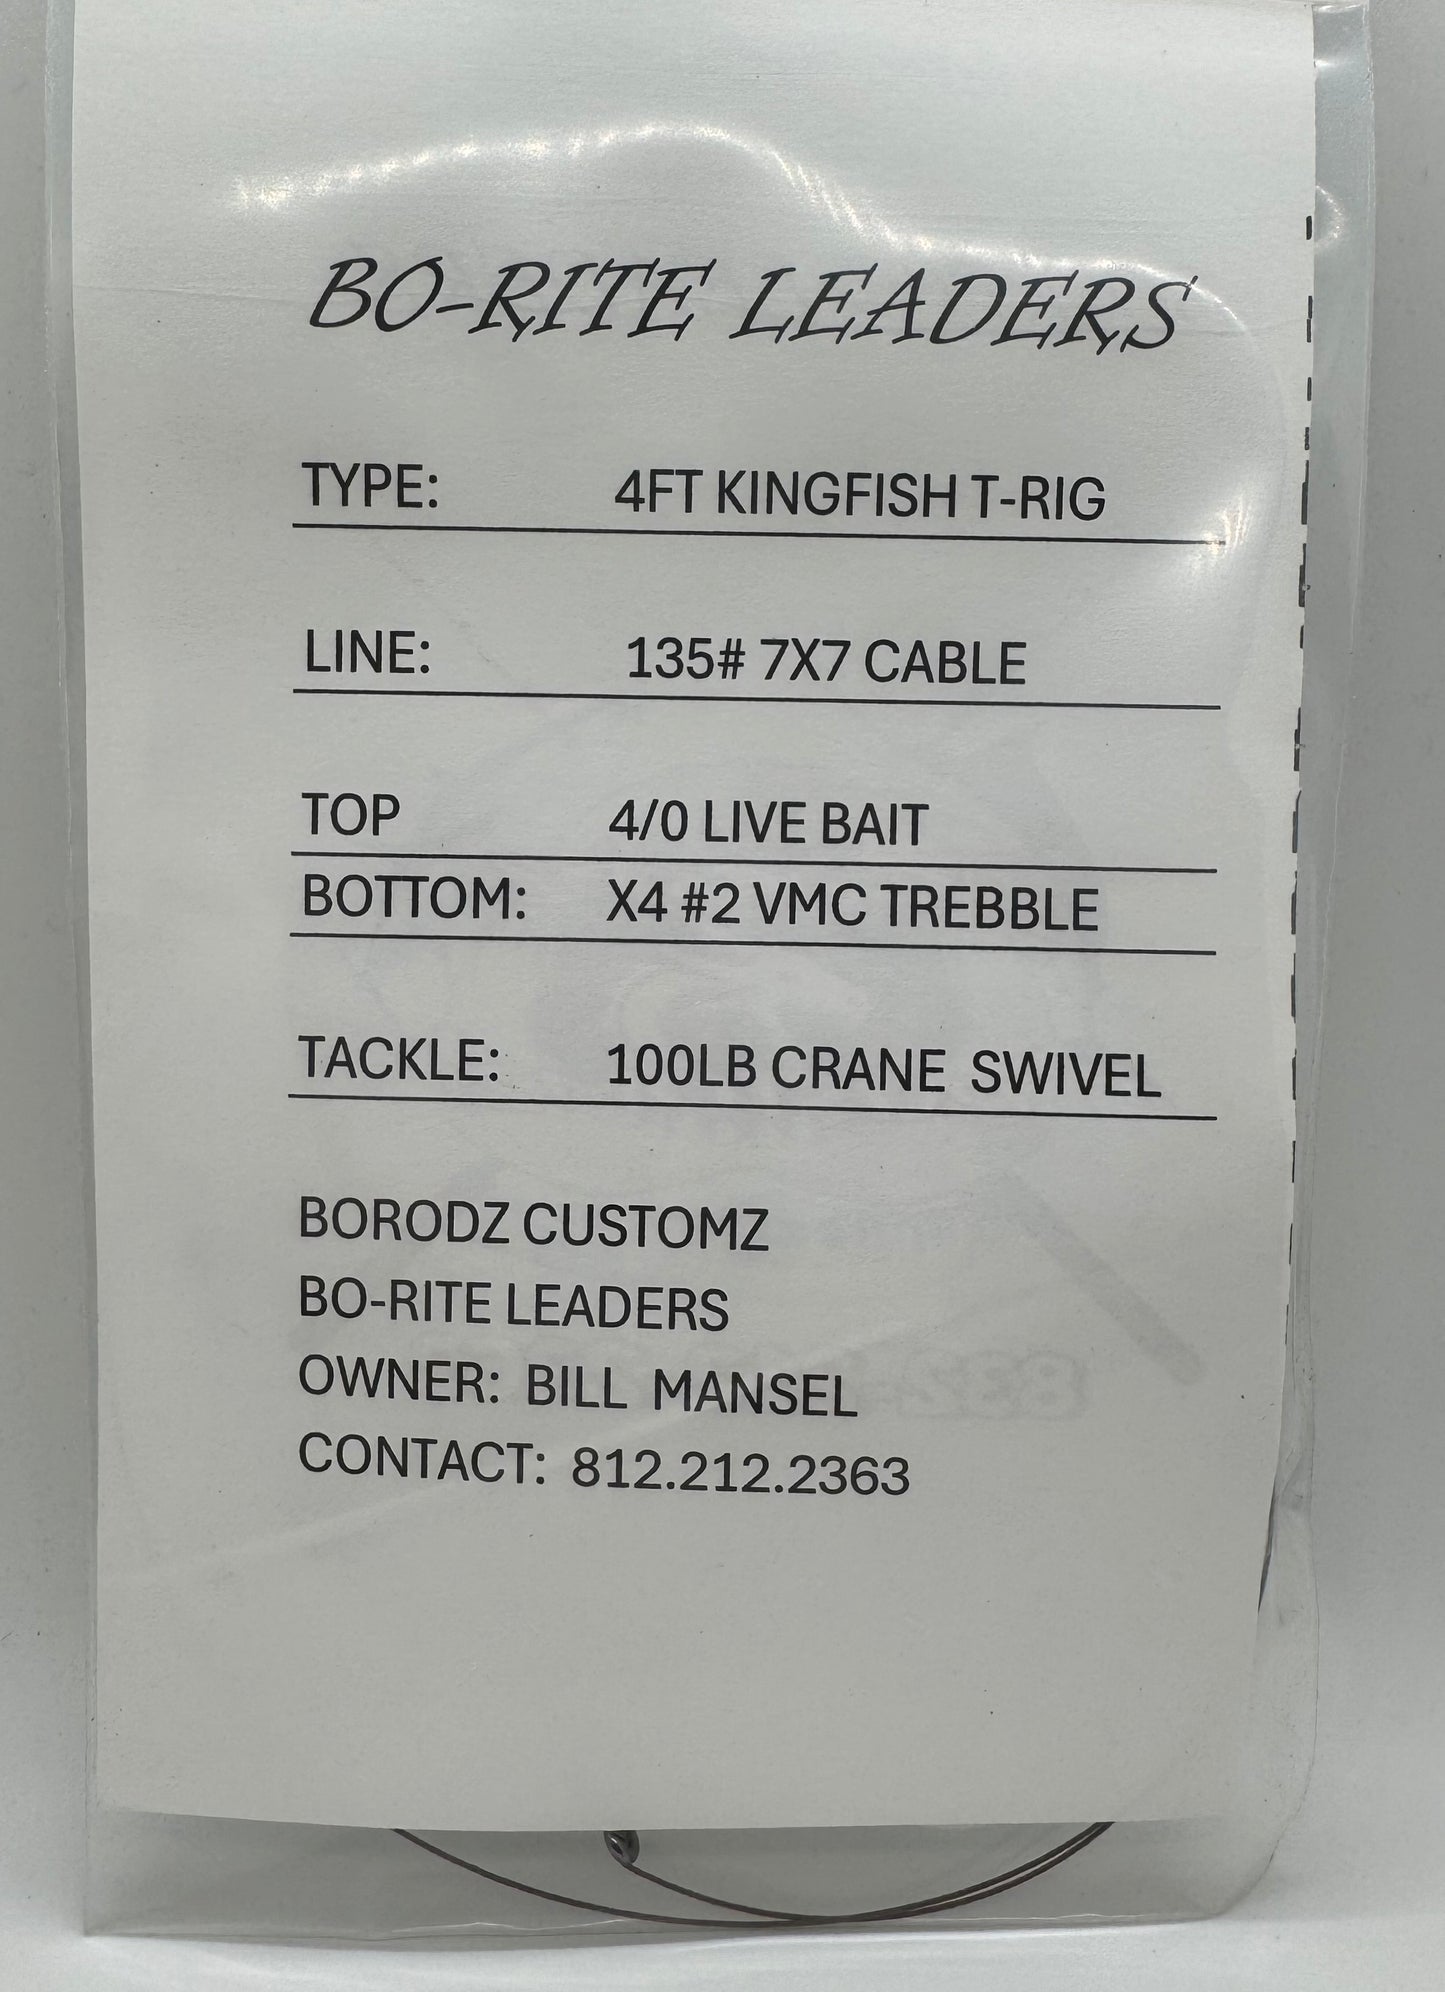 BO-RITE LEADERS
TYPE: 4FT KINGFISH T-RIG
LINE: 135# 7X7 CABLE
TOP 4/0 LIVE BAIT
BOTTOM: X4 #2 VMC TREBBLE
TACKLE: 100LB CRANE SWIVEL
BORODZ CUSTOMZ
BO-RITE LEADERS
OWNER: BILL MANSEL
CONTACT: 812.212.2363